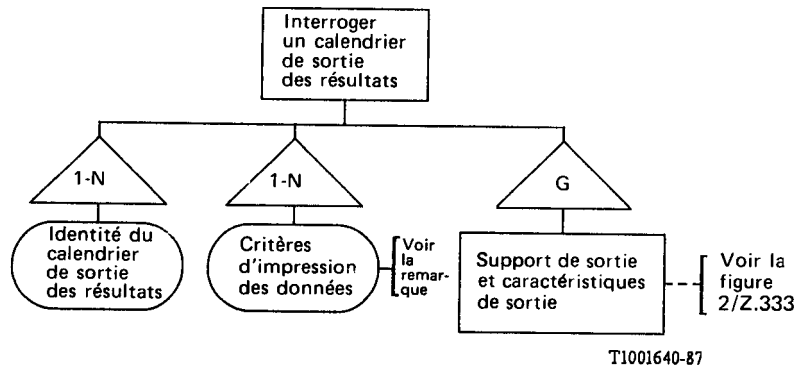 Interroger
un calendrier
de sortie
des résultats
1-N
1-N
G
Identité du
calendrier
de sortie
des résultats
Critères
d'impression
des données
Voir
la
remar-
que
Support de sortie
et caractéristiques
de sortie
Voir la
figure
2/Z.333
T1001640-87